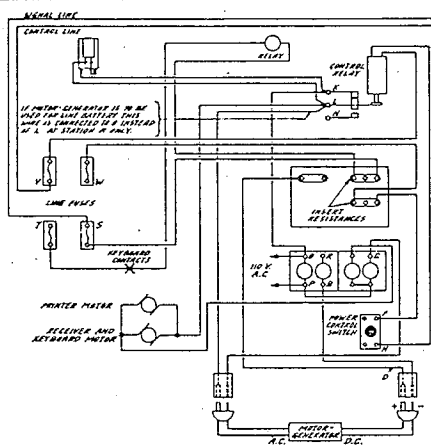 SIGNAL LINE
CONTROL LINE
RELAY
CONTROL
RELAY
K
L
N
IF MOTOR-GENERATOR IS TO BE
USED FOR LINE BATTERY THIS
WIRE IS CONNECTED TO D INSTEAD
OF L AT STATION A ONLY.
V
W
LINE FUSES
T
S
INSERT
RESISTANCES
KEYBOARD
CONTACTS
110 V.
A.C
PRINTER MOTOR
RECEIVER AND
KEYBOARD MOTOR
POWER
CONTROL
SWITCH
H
D
+
-
MOTOR-
GENERATOR
A.C.
D.C.